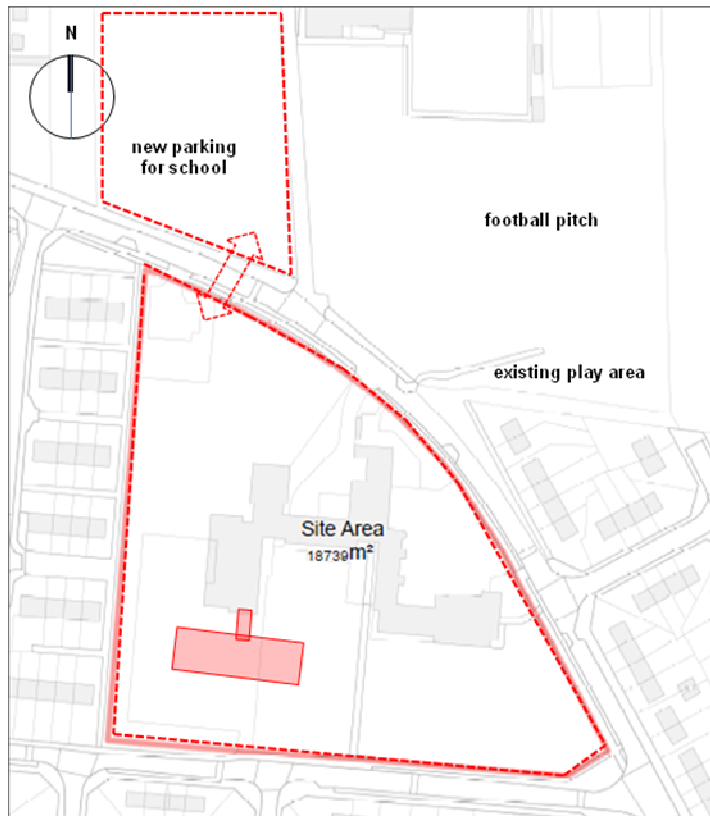 N
new parking
for school
football pitch
existing play area
Site Area
18739m²